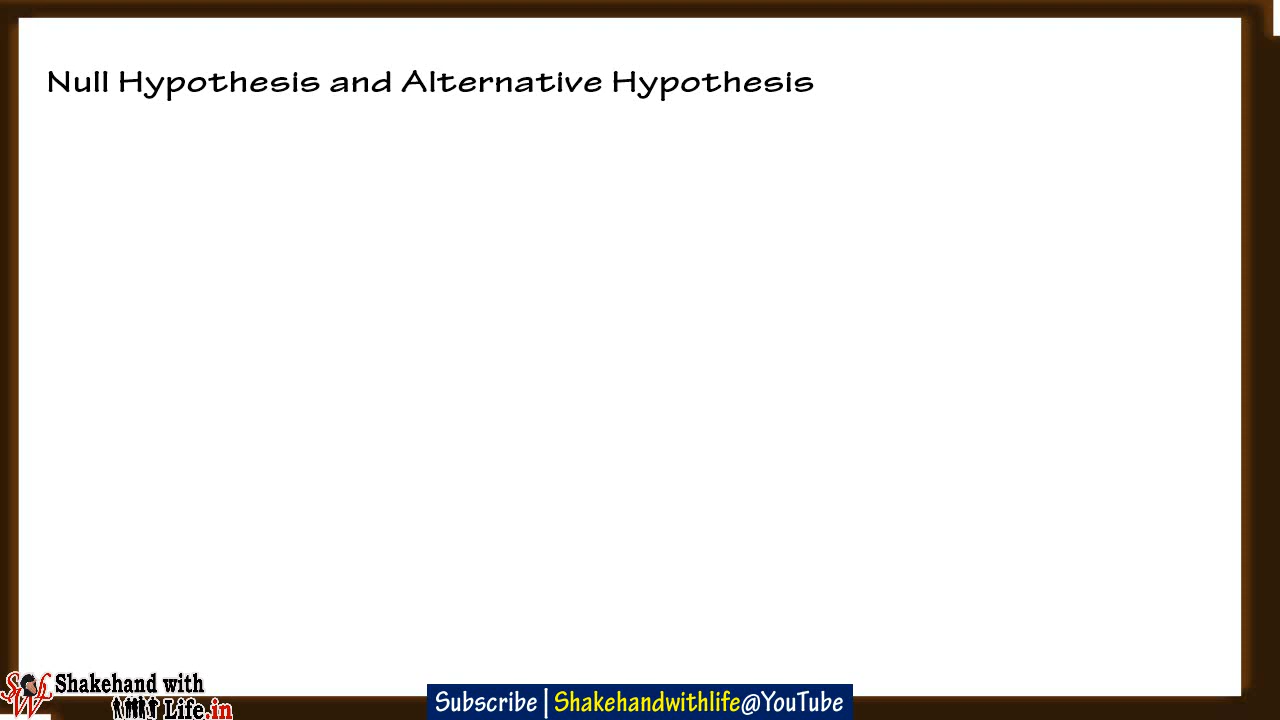 Null Hypothesis and Alternative Hypothesis
Shakehand with
Life.in
Subscribe | Shakehandwithlife@YouTube